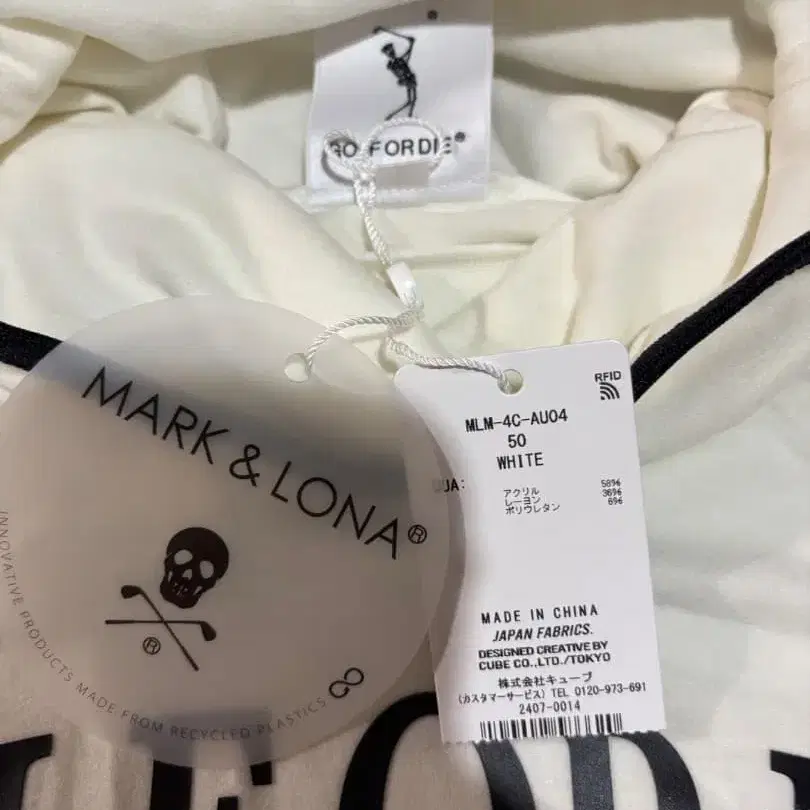 GO FOR DIE®
MARK & LONA®
®
INNOVATIVE PRODUCTS MADE FROM RECYCLED PLASTICS
RFID
MLM-4C-AU04
50
WHITE
アクリル 58%
レーヨン 36%
ポリウレタン 6%
MADE IN CHINA
JAPAN FABRICS.
DESIGNED CREATIVE BY
CUBE CO.,LTD./TOKYO
株式会社キューブ
(カスタマーサービス) TEL 0120-973-691
2407-0014